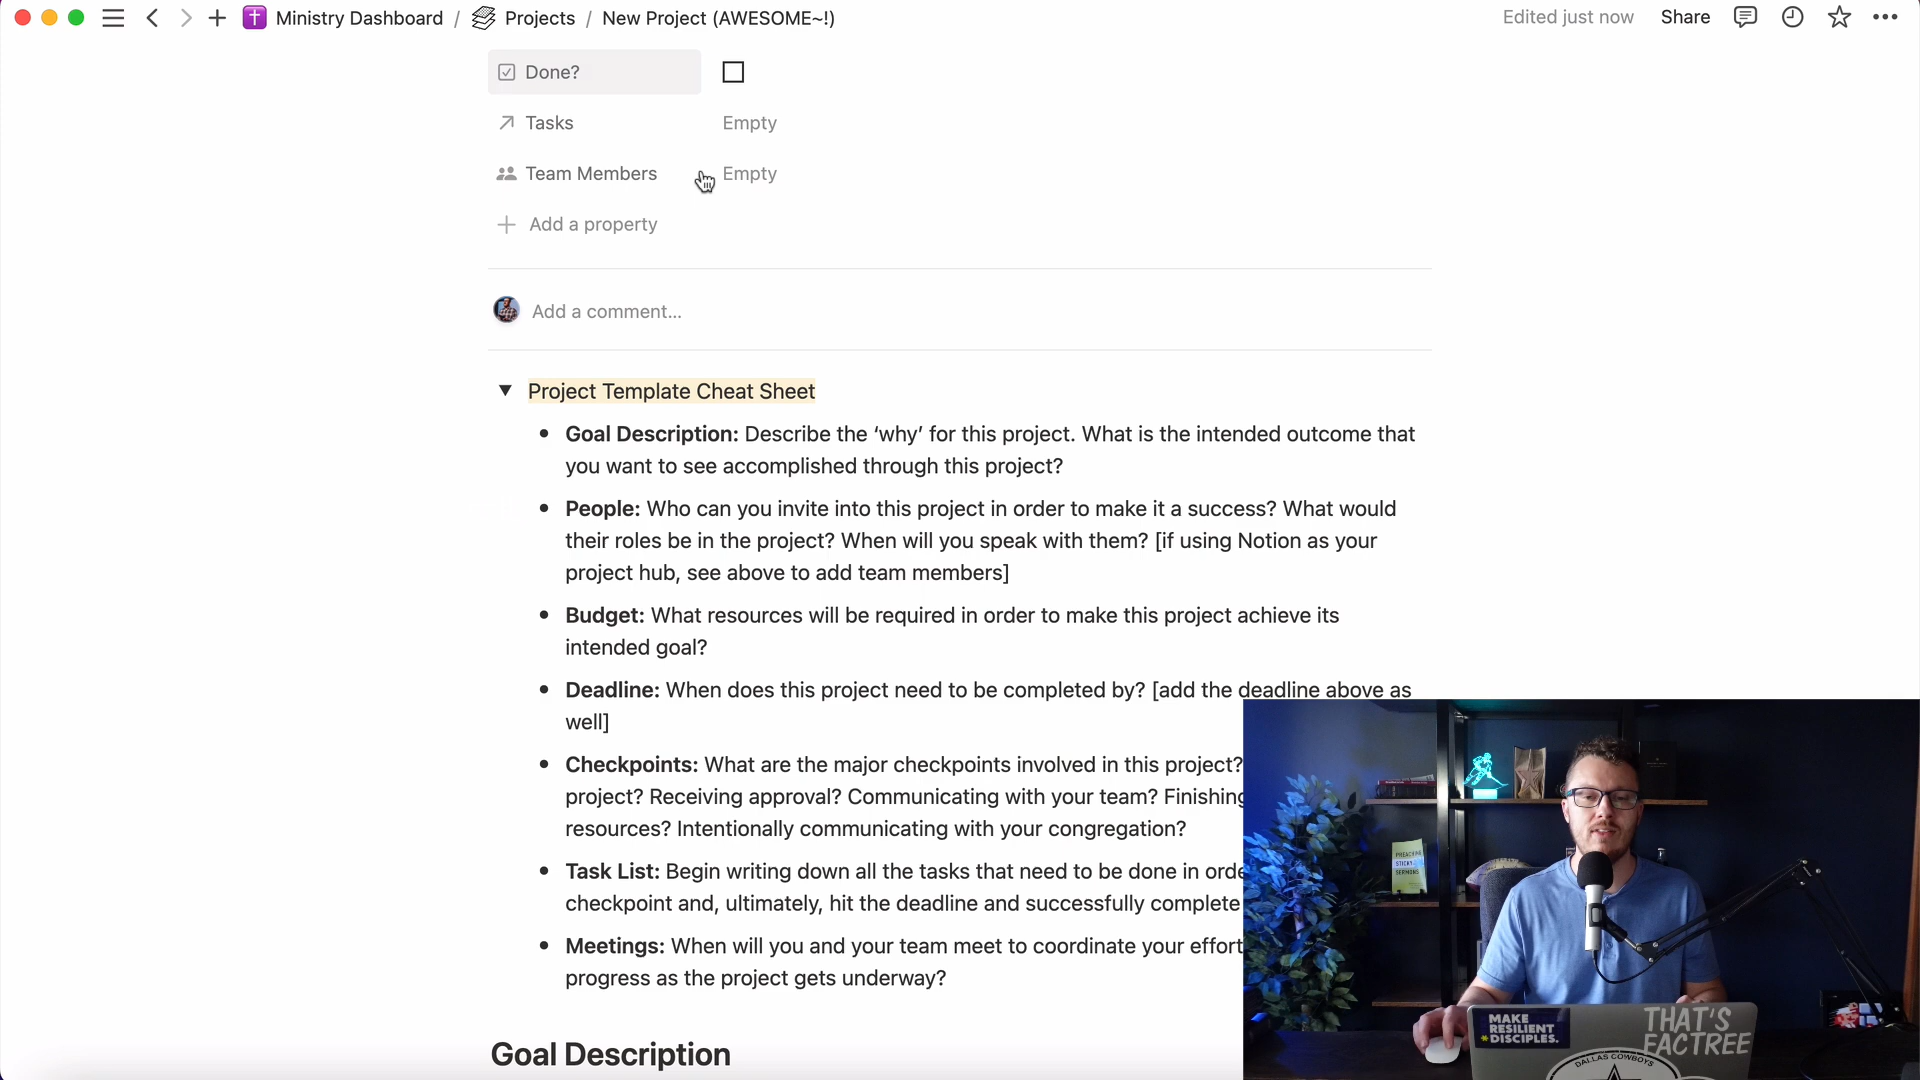 Ministry Dashboard / Projects / New Project (AWESOME~!)
Edited just now Share
Done?
Tasks Empty
Team Members Empty
Add a property
Add a comment...
Project Template Cheat Sheet
Goal Description: Describe the ‘why’ for this project. What is the intended outcome that
you want to see accomplished through this project?
People: Who can you invite into this project in order to make it a success? What would
their roles be in the project? When will you speak with them? [if using Notion as your
project hub, see above to add team members]
Budget: What resources will be required in order to make this project achieve its
intended goal?
Deadline: When does this project need to be completed by? [add the deadline above as
well]
Checkpoints: What are the major checkpoints involved in this project?
project? Receiving approval? Communicating with your team? Finishing
resources? Intentionally communicating with your congregation?
Task List: Begin writing down all the tasks that need to be done in orde
checkpoint and, ultimately, hit the deadline and successfully complete
Meetings: When will you and your team meet to coordinate your effort
progress as the project gets underway?
Goal Description
PREACHING
STICKY
SERMONS
MAKE
RESILIENT
*DISCIPLES.
THAT'S
FACTREE
DALLAS COWBOYS